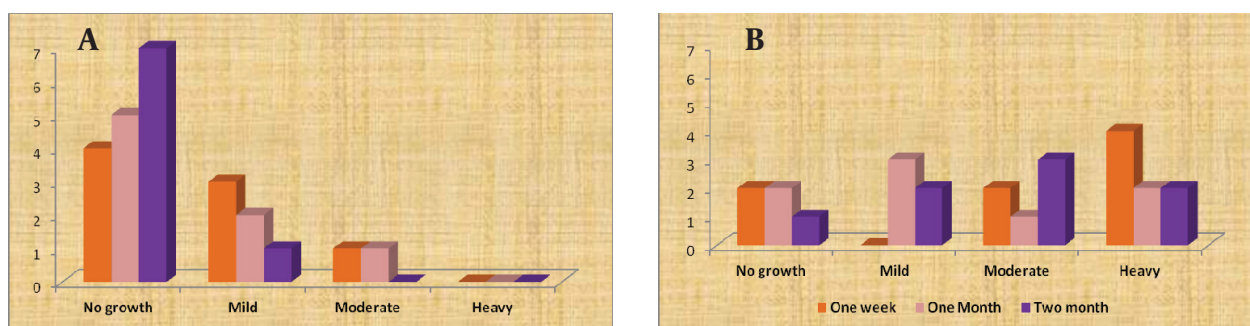 A
7
6
5
4
3
2
1
0
No growth
Mild
Moderate
Heavy
B
7
6
5
4
3
2
1
0
No growth
Mild
Moderate
Heavy
One week
One Month
Two month